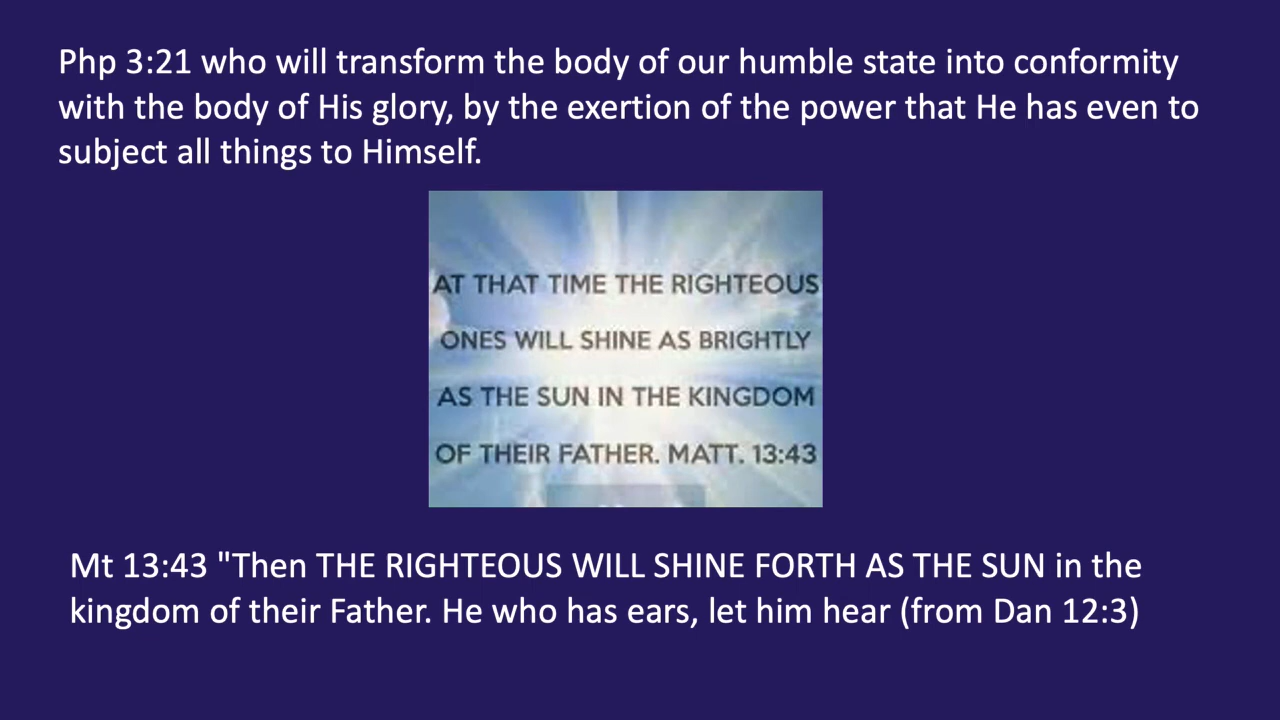 Php 3:21 who will transform the body of our humble state into conformity
with the body of His glory, by the exertion of the power that He has even to
subject all things to Himself.
AT THAT TIME THE RIGHTEOUS
ONES WILL SHINE AS BRIGHTLY
AS THE SUN IN THE KINGDOM
OF THEIR FATHER. MATT. 13:43
Mt 13:43 "Then THE RIGHTEOUS WILL SHINE FORTH AS THE SUN in the
kingdom of their Father. He who has ears, let him hear (from Dan 12:3)